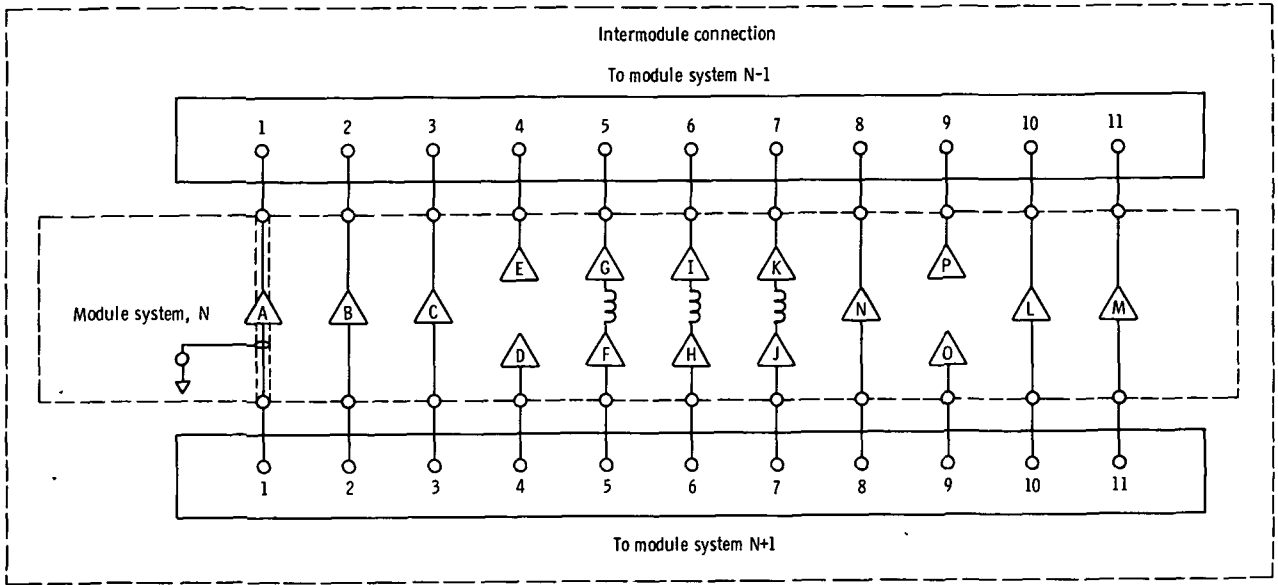 Intermodule connection
To module system N-1
1 2 3 4 5 6 7 8 9 10 11
E G I K P
Module system, N A B C N L M
D F H J O
1 2 3 4 5 6 7 8 9 10 11
To module system N+1